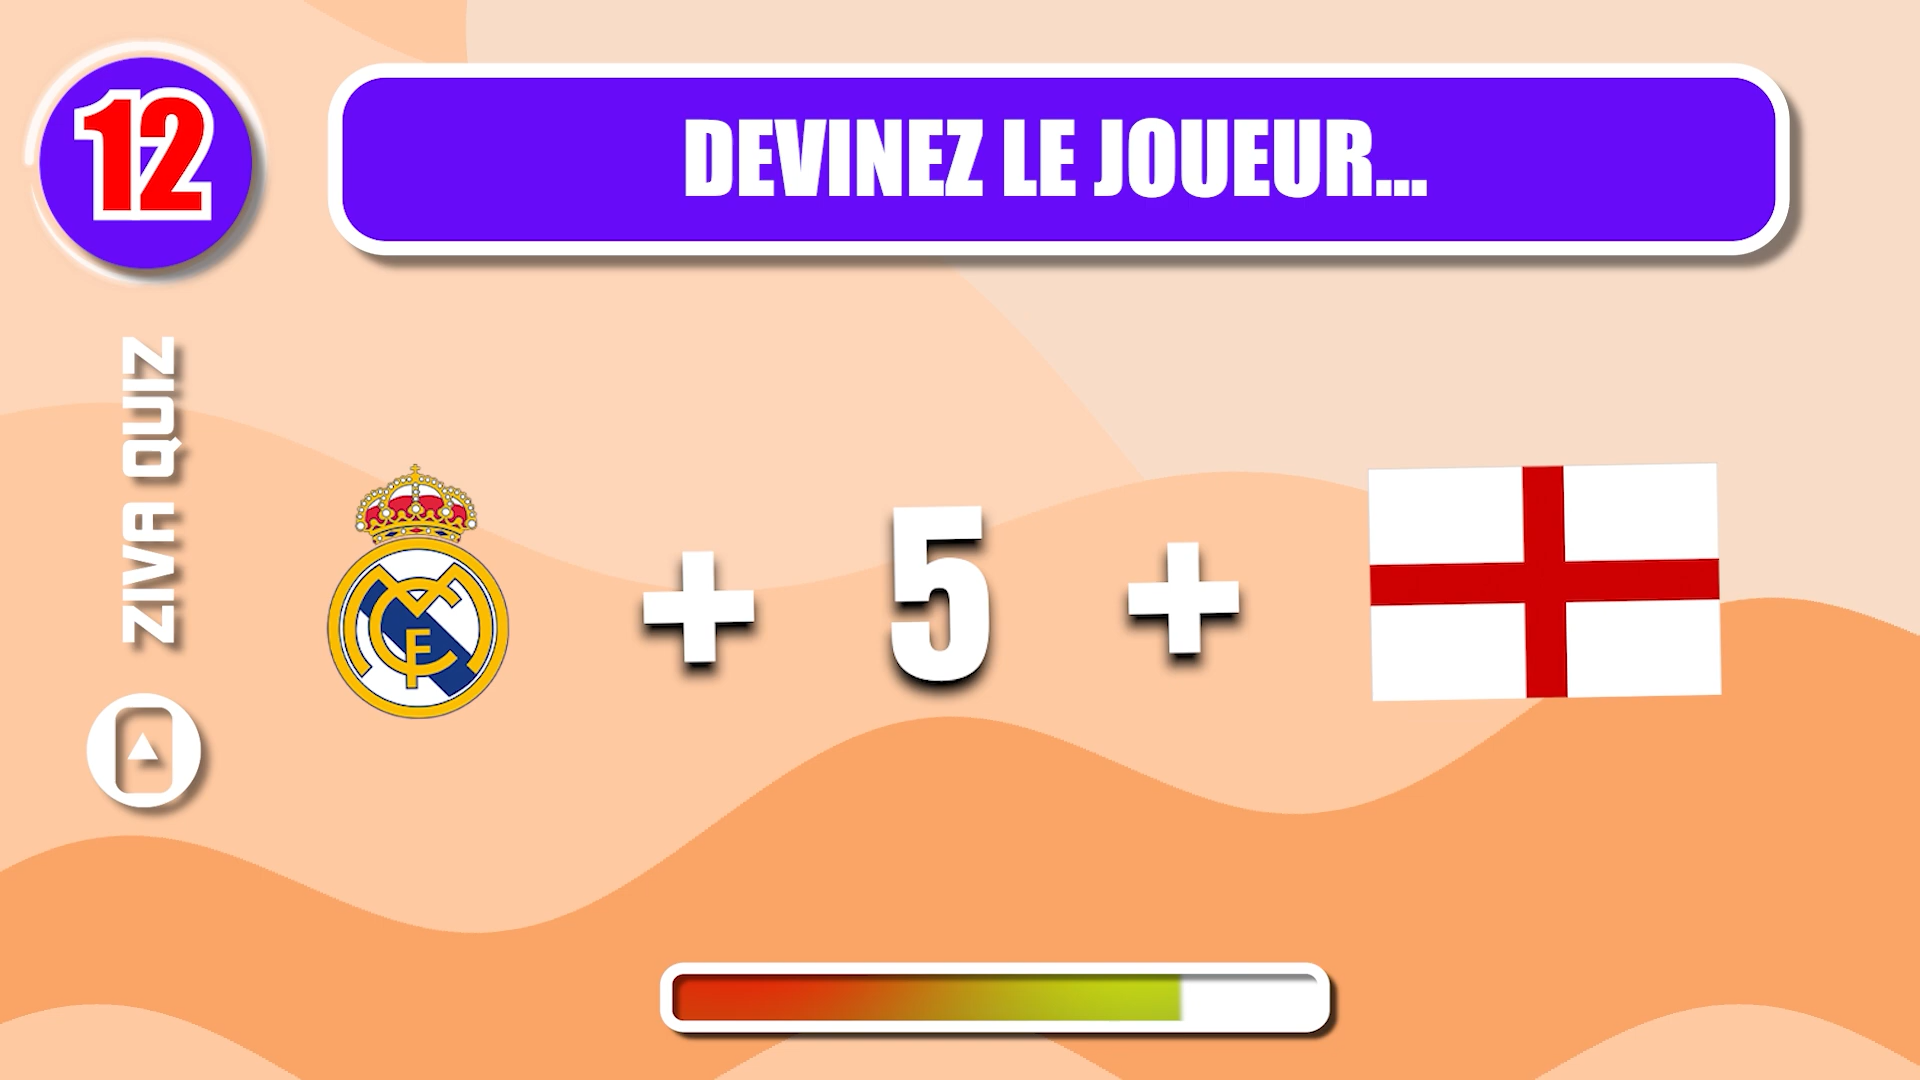 12
DEVINEZ LE JOUEUR...
ZIVA QUIZ
+ 5 +